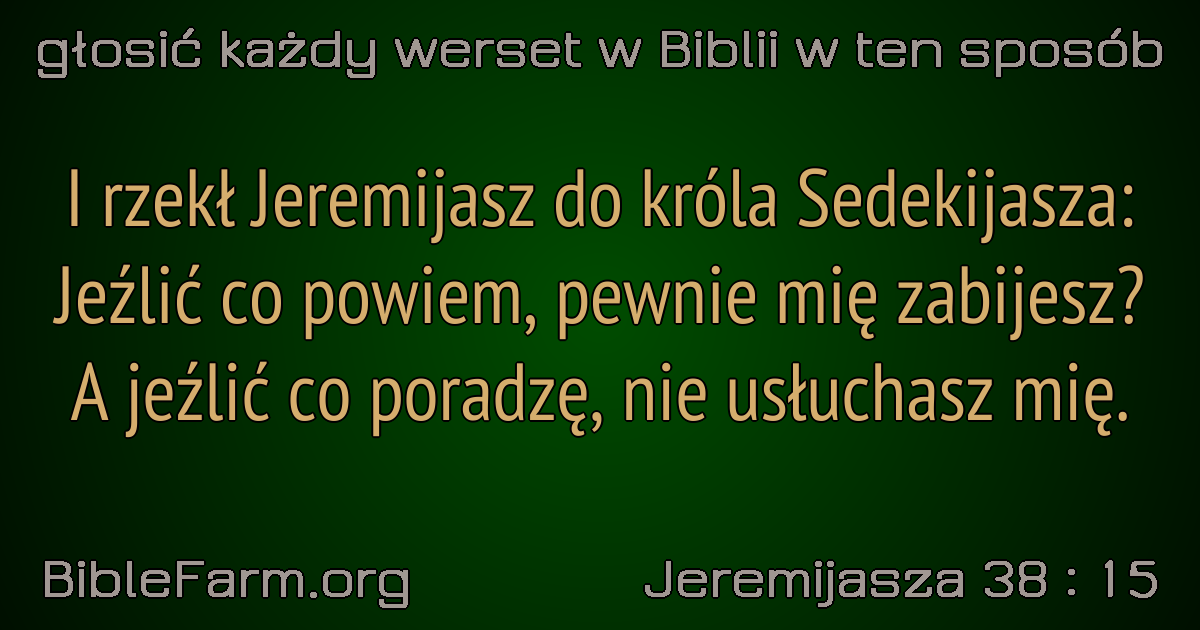 głosić każdy werset w Biblii w ten sposób
I rzekł Jeremijasz do króla Sedekijasza:
Jeźlić co powiem, pewnie mię zabijesz?
A jeźlić co poradzę, nie usłuchasz mię.
BibleFarm.org
Jeremijasza 38 : 15